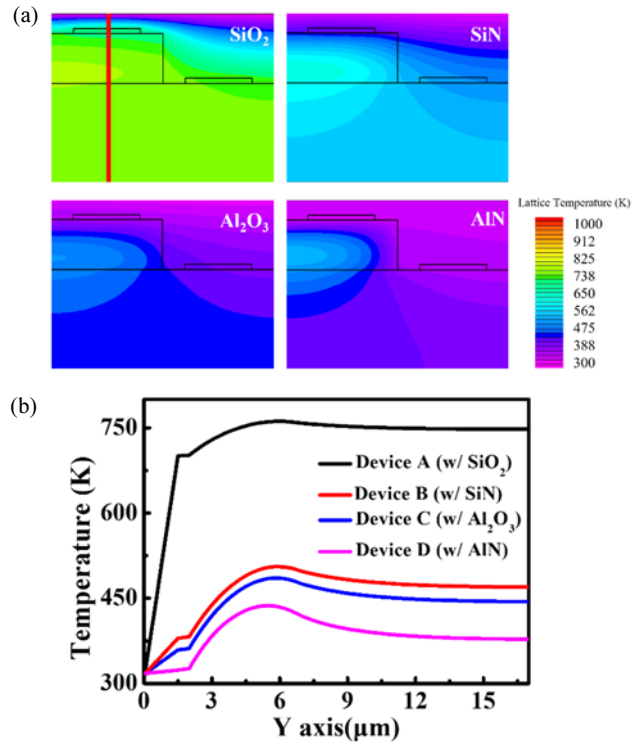 (a)
SiO2
SiN
Al2O3
AlN
Lattice Temperature (K)
1000
912
825
738
650
562
475
388
300
(b)
Temperature (K)
750
600
450
300
Device A (w/ SiO2)
Device B (w/ SiN)
Device C (w/ Al2O3)
Device D (w/ AlN)
0 3 6 9 12 15
Y axis(μm)